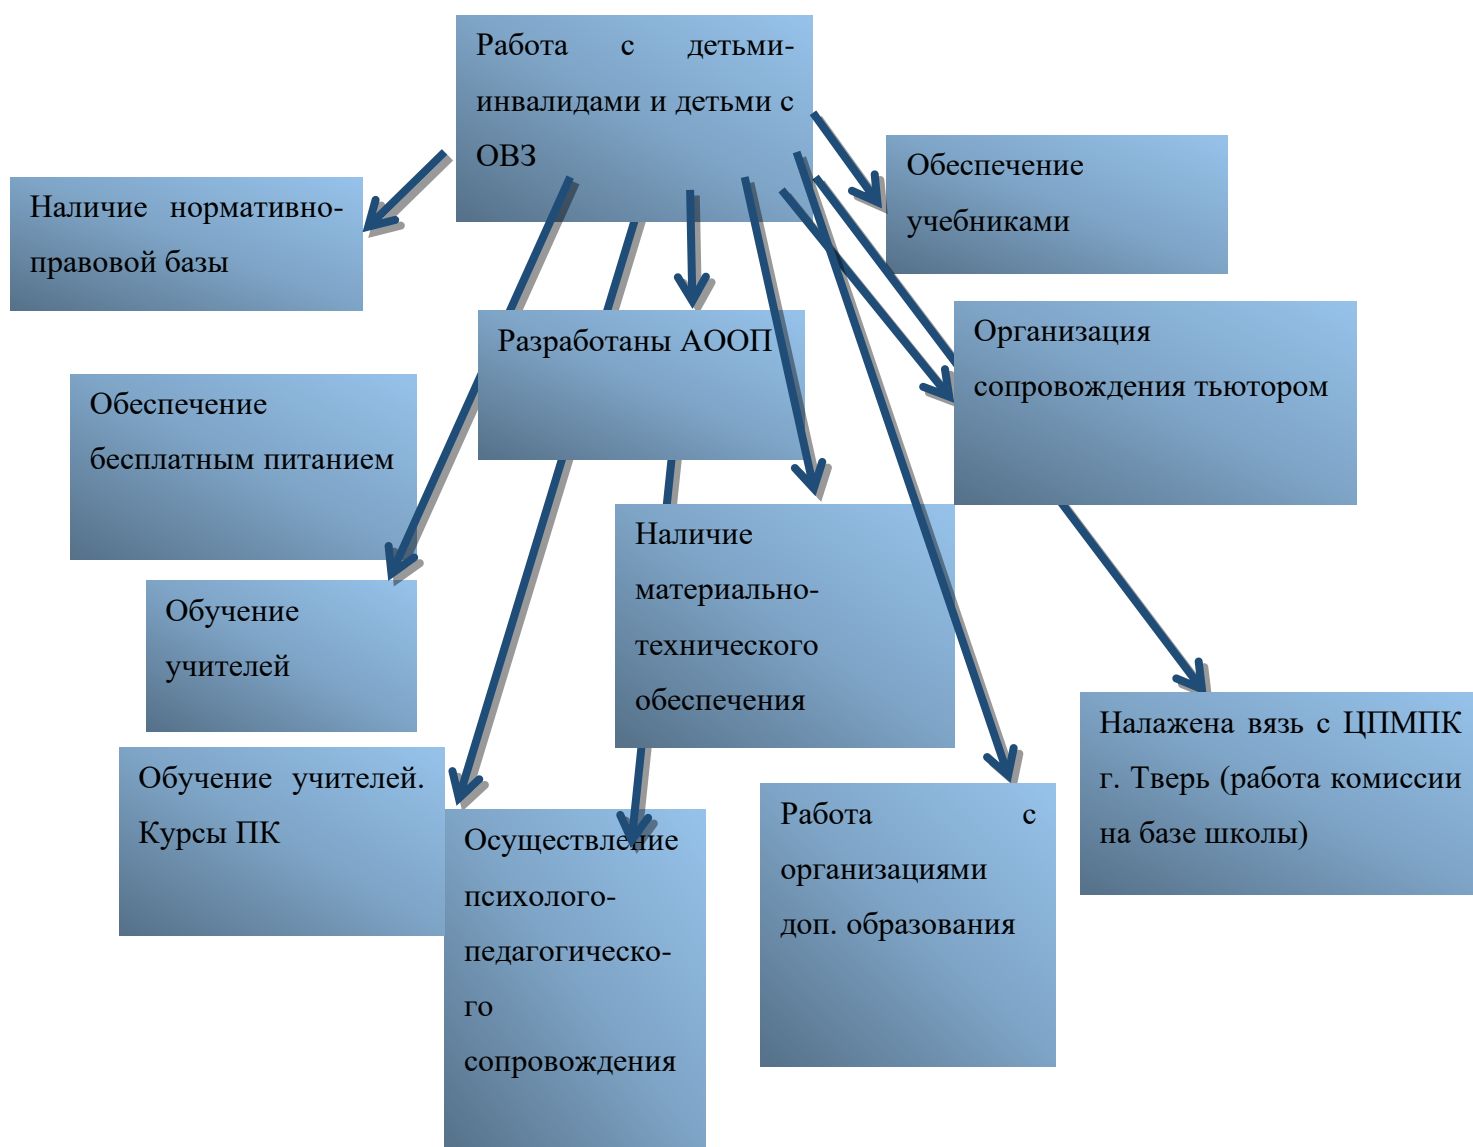 Работа с детьми-
инвалидами и детьми с
ОВЗ
Обеспечение
учебниками
Наличие нормативно-
правовой базы
Организация
сопровождения тьютором
Разработаны АООП
Обеспечение
бесплатным питанием
Наличие
материально-
технического
обеспечения
Обучение
учителей
Налажена вязь с ЦПМПК
г. Тверь (работа комиссии
на базе школы)
Обучение учителей.
Курсы ПК
Работа с
организациями
доп. образования
Осуществление
психолого-
педагогическо-
го
сопровождения